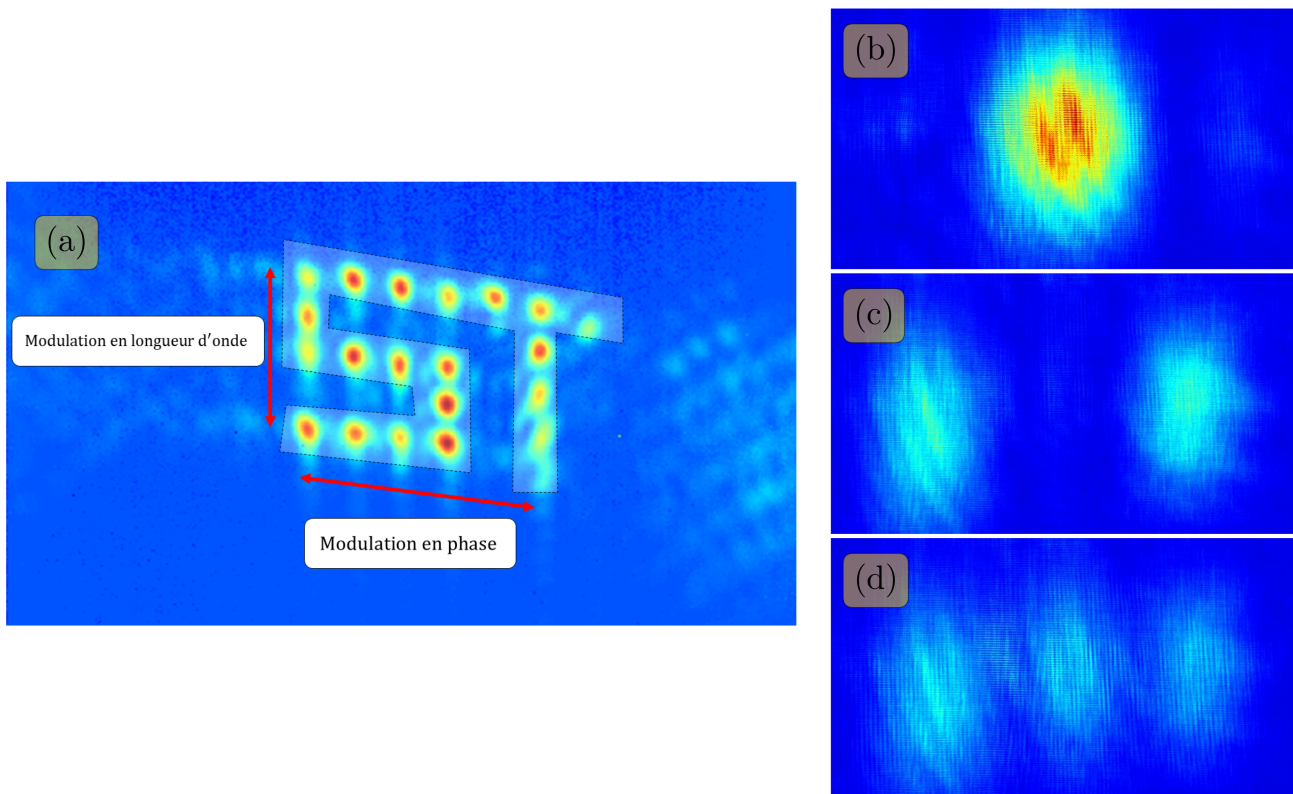 (a)
Modulation en longueur d'onde
Modulation en phase
(b)
(c)
(d)